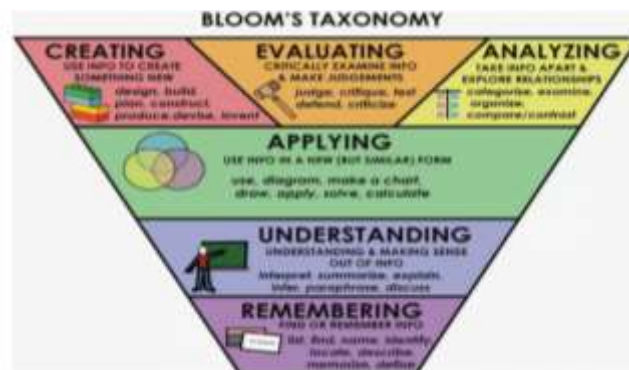 BLOOM'S TAXONOMY
CREATING
USE INFO TO CREATE
SOMETHING NEW
design, build,
plan, construct,
produce, devise, invent
EVALUATING
CRITICALLY EXAMINE INFO
& MAKE JUDGEMENTS
judge, critique, test
defend, criticize
ANALYZING
TAKE INFO APART &
EXPLORE RELATIONSHIPS
categorise, examine,
organise,
compare/contrast
APPLYING
USE INFO IN A NEW (BUT SIMILAR) FORM
use, diagram, make a chart,
draw, apply, solve, calculate
UNDERSTANDING
UNDERSTANDING & MAKING SENSE
OUT OF INFO
interpret, summarize, explain,
infer, paraphrase, discuss
REMEMBERING
FIND OR REMEMBER INFO
list, find, name, identify,
locate, describe,
memorise, define